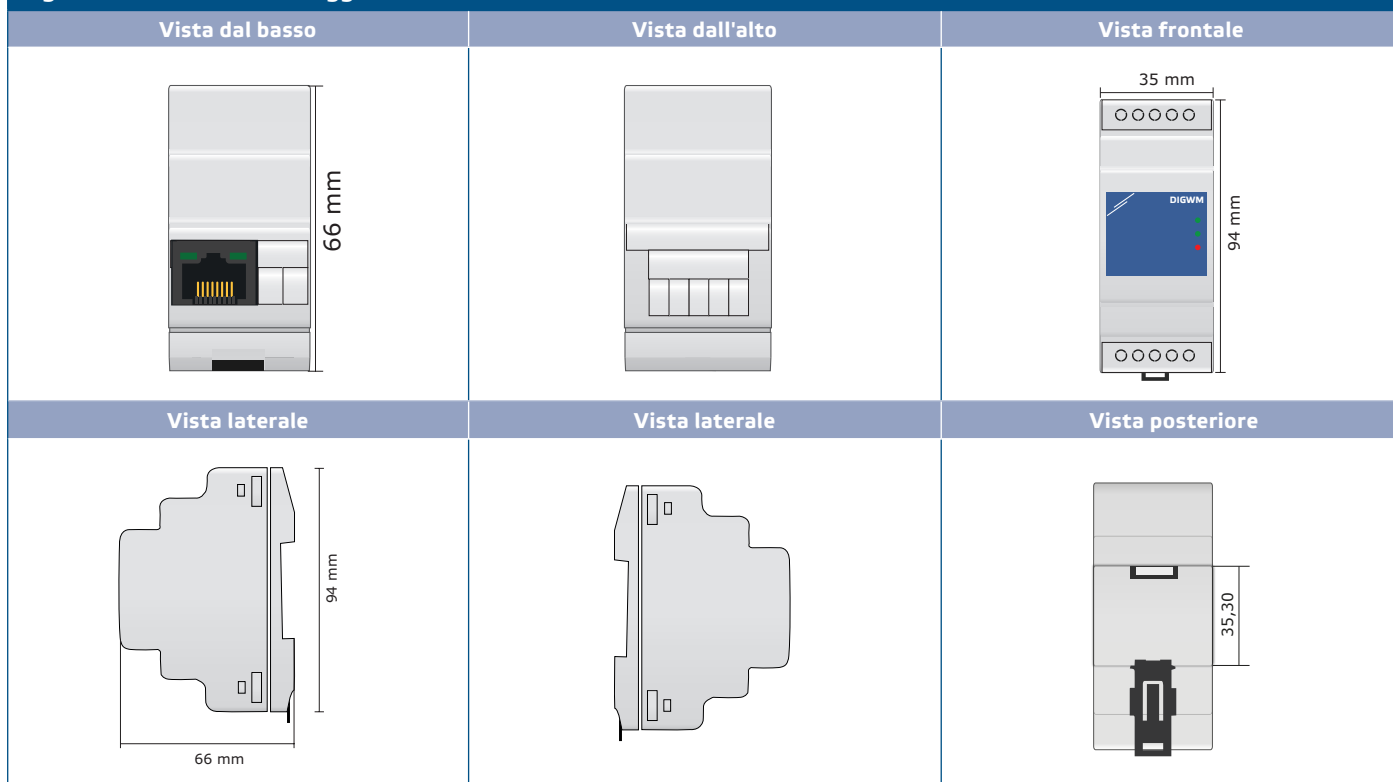 Vista dal basso
Vista dall'alto
Vista frontale
66 mm
35 mm
DIGWM
94 mm
Vista laterale
Vista laterale
Vista posteriore
94 mm
66 mm
35,30